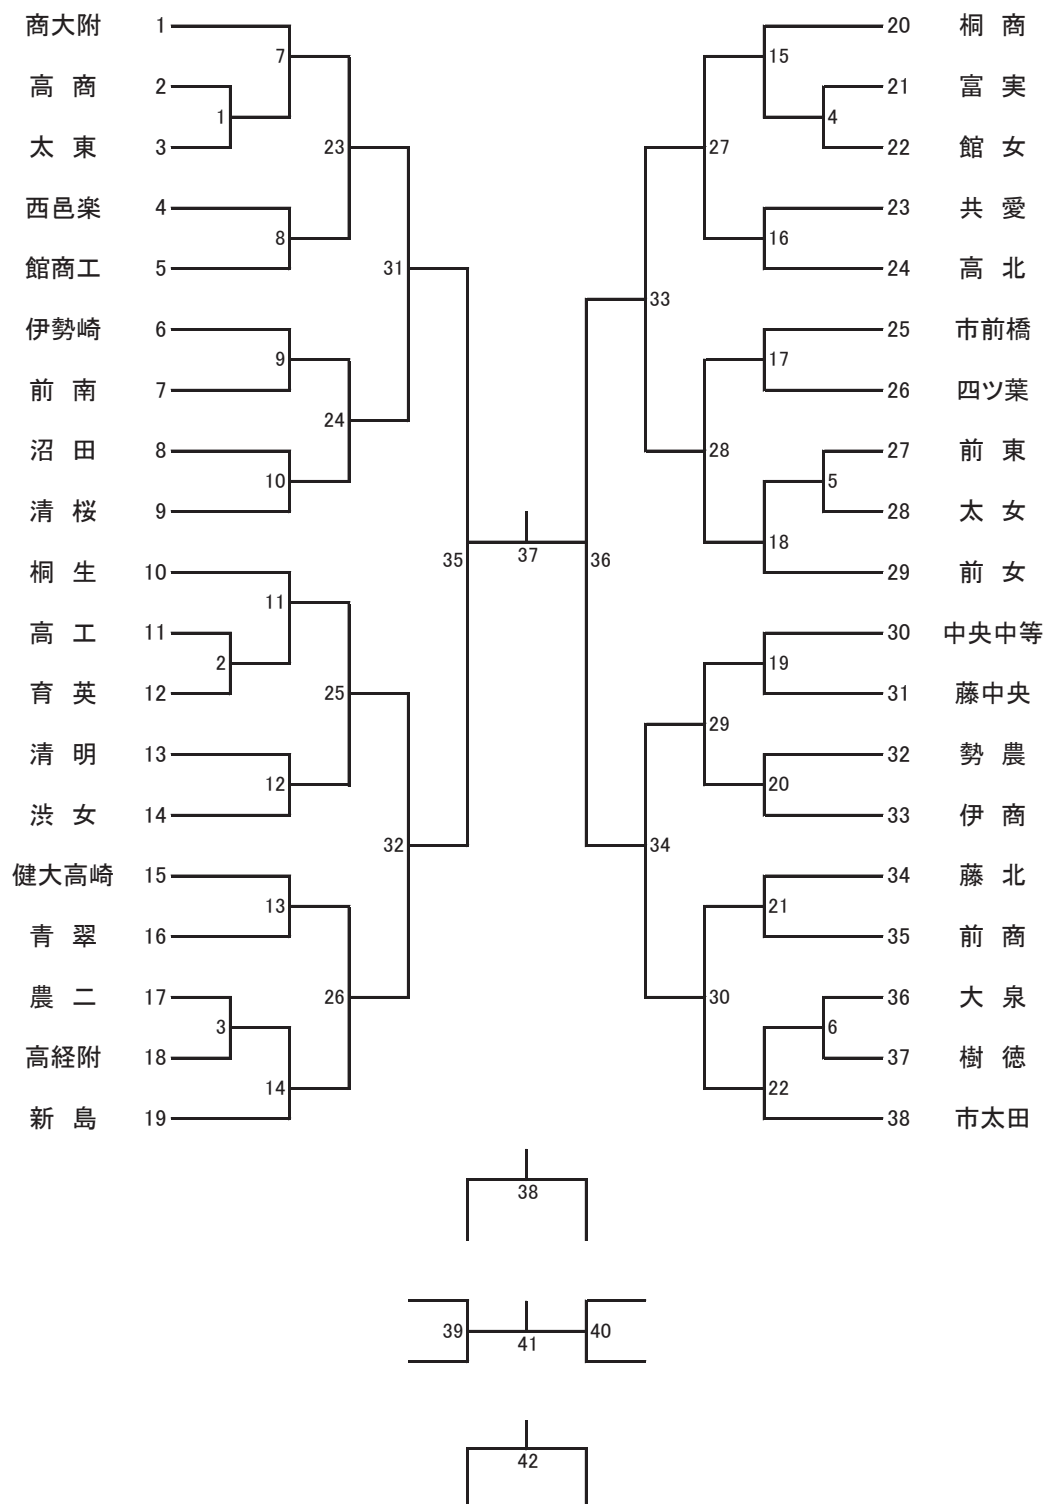 商大附 1 20 桐 商
7 15
高 商 2 21 富 実
1 4
太 東 3 23 27 22 館 女
西邑楽 4 23 共 愛
8 16
館商工 5 31 24 高 北
33
伊勢崎 6 25 市前橋
9 17
前 南 7 26 四ツ葉
24
沼 田 8 28 27 前 東
10 5
清 桜 9 28 太 女
18
35 37 36
桐 生 10 29 前 女
11
高 工 11 30 中央中等
2 19
育 英 12 25 31 藤中央
29
清 明 13 32 勢 農
12 20
渋 女 14 33 伊 商
32 34
健大高崎 15 34 藤 北
13 21
青 翠 16 35 前 商
農 二 17 26 30 36 大 泉
3 6
高経附 18 37 樹 徳
14 22
新 島 19 38 市太田
38
39 41 40
42